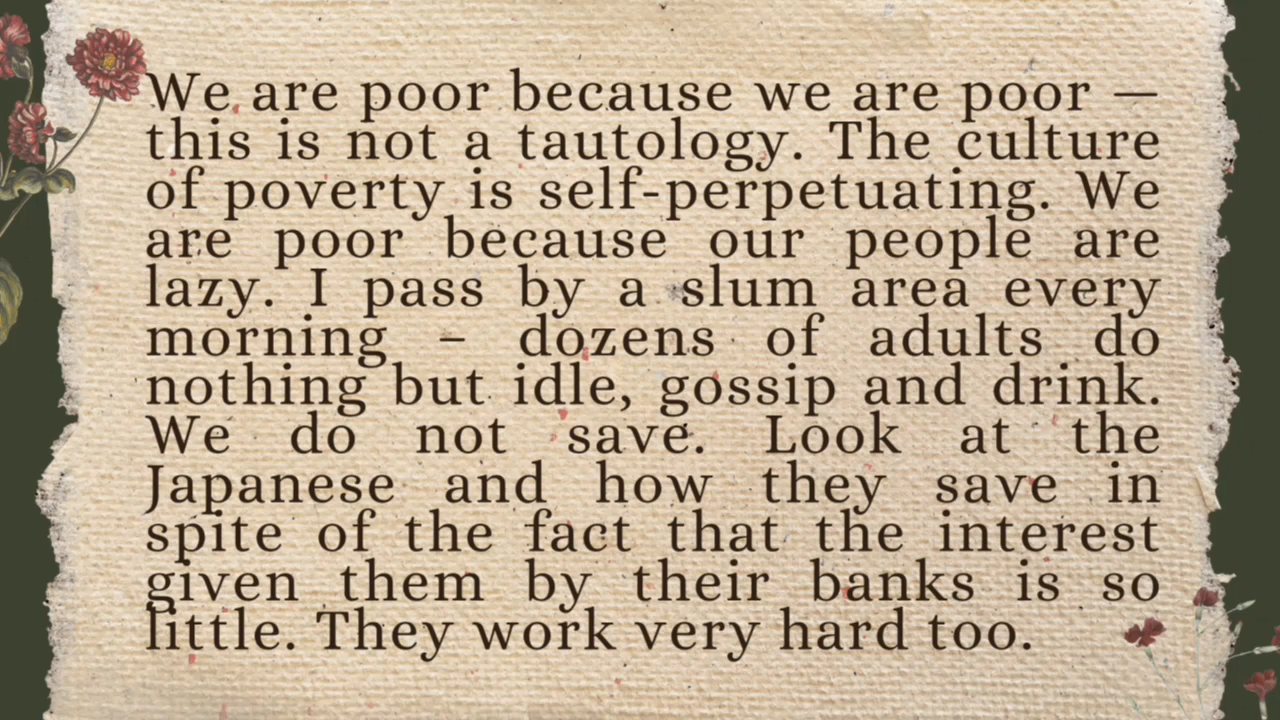 We are poor because we are poor —
this is not a tautology. The culture
of poverty is self-perpetuating. We
are poor because our people are
lazy. I pass by a slum area every
morning – dozens of adults do
nothing but idle, gossip and drink.
We do not save. Look at the
Japanese and how they save in
spite of the fact that the interest
given them by their banks is so
little. They work very hard too.